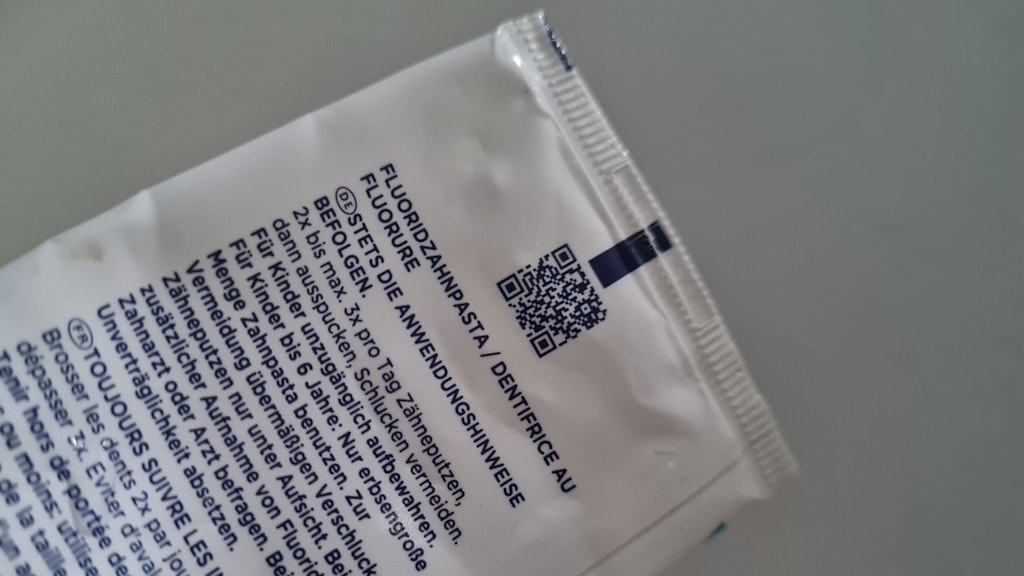 FLUORIDZAHNPASTA / DENTIFRICE AU
FLUORURE
DE STETS DIE ANWENDUNGSHINWEISE
BEFOLGEN.
2x bis max. 3x pro Tag Zähneputzen,
dann ausspucken, Schlucken vermeiden.
Für Kinder unzugänglich aufbewahren.
Für Kinder bis 6 Jahre: Nur erbsengroße
Menge Zahnpasta benutzen. Zur
Vermeidung übermäßigen Verschluck
Zähneputzen nur unter Aufsicht. Bei
zusätzlicher Aufnahme von Fluorid
Zahnarzt oder Arzt befragen. Bei
Unverträglichkeit absetzen.
FR TOUJOURS SUIVRE LES
Brosser les dents 2x par jou
dépasser 3x. Eviter d'aval
Tenir hors de portée de
ou moins: utilise
de la taille